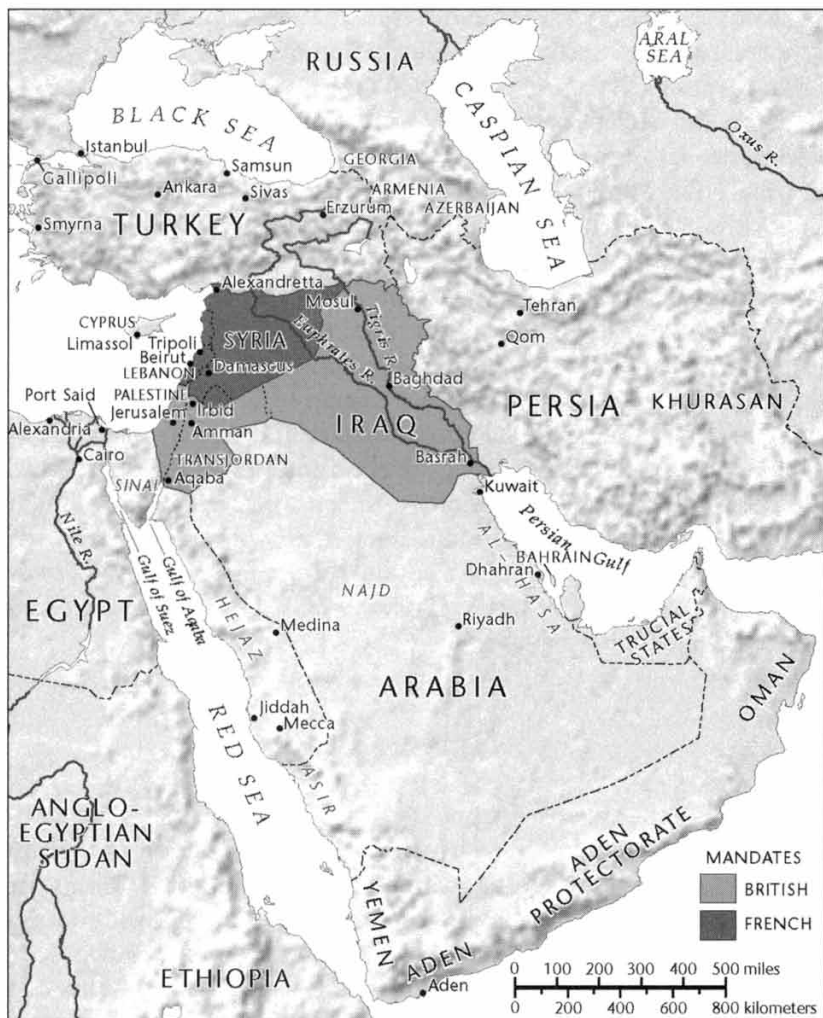 RUSSIA
ARAL
SEA
BLACK SEA
CASPIAN SEA
Oxus R.
Istanbul
Gallipoli
Samsun
GEORGIA
Ankara
Sivas
ARMENIA
Erzurum
AZERBAIJAN
TURKEY
Smyrna
Alexandretta
Mosul
Tigris R.
Tehran
CYPRUS
Limassol
Tripoli
SYRIA
Euphrales R.
Qom
Beirut
LEBANON
Damascus
Baghdad
PERSIA
KHURASAN
Port Said
PALESTINE
Jerusalem
Irbid
Alexandria
Amman
IRAQ
Cairo
TRANSJORDAN
Basrah
SINAI
Aqaba
Kuwait
Nile R.
Gulf of Suez
Gulf of Aqaba
Persian Gulf
BAHRAIN
Dhahran
AL-HASA
EGYPT
HEJAZ
NAJD
Medina
Riyadh
TRUCIAL
STATES
ARABIA
OMAN
Jiddah
Mecca
RED SEA
ASIR
ANGLO-
EGYPTIAN
SUDAN
ADEN
PROTECTORATE
YEMEN
ADEN
Aden
ETHIOPIA
MANDATES
BRITISH
FRENCH
0 100 200 300 400 500 miles
0 200 400 600 800 kilometers